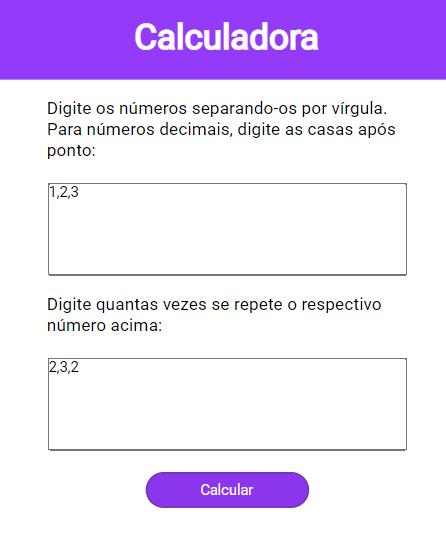 Calculadora
Digite os números separando-os por vírgula.
Para números decimais, digite as casas após
ponto:
1,2,3
Digite quantas vezes se repete o respectivo
número acima:
2,3,2
Calcular